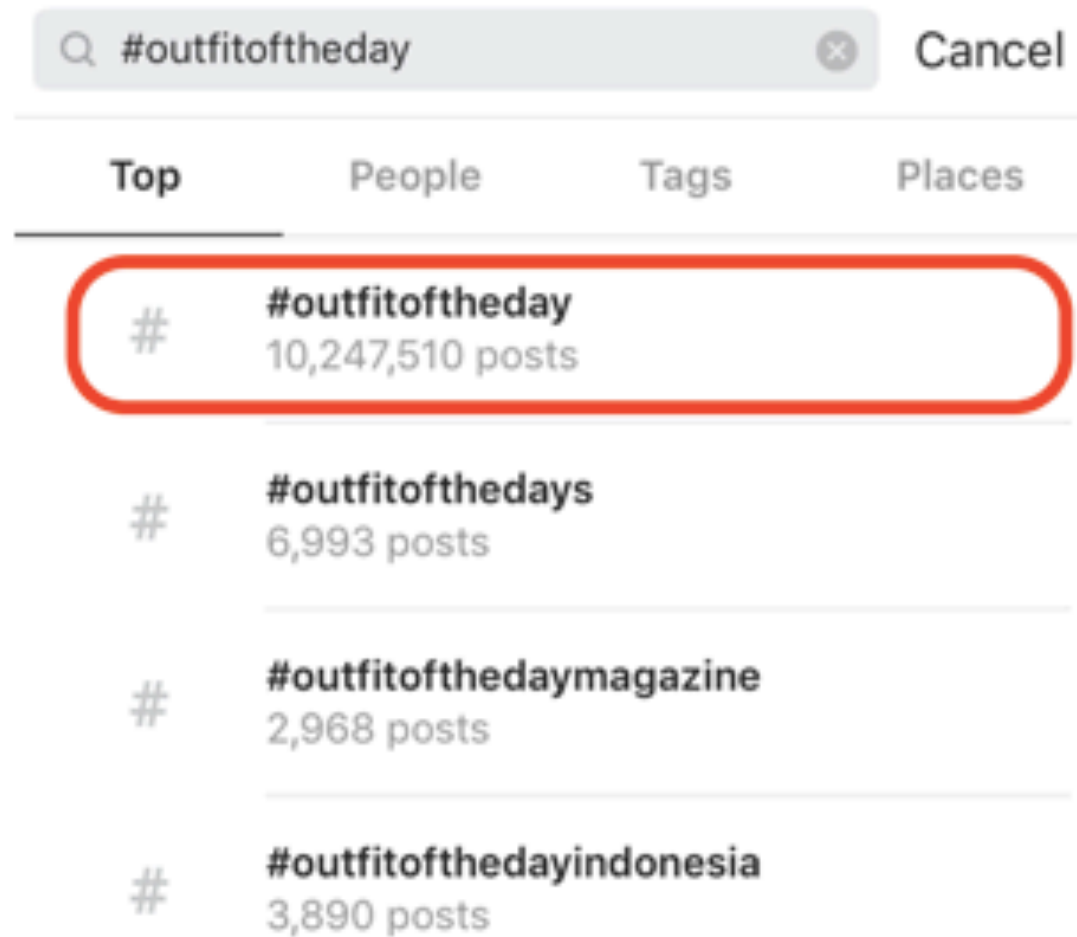 #outfitoftheday Cancel
Top People Tags Places
# #outfitoftheday
10,247,510 posts
# #outfitofthedays
6,993 posts
# #outfitofthedaymagazine
2,968 posts
# #outfitofthedayindonesia
3,890 posts